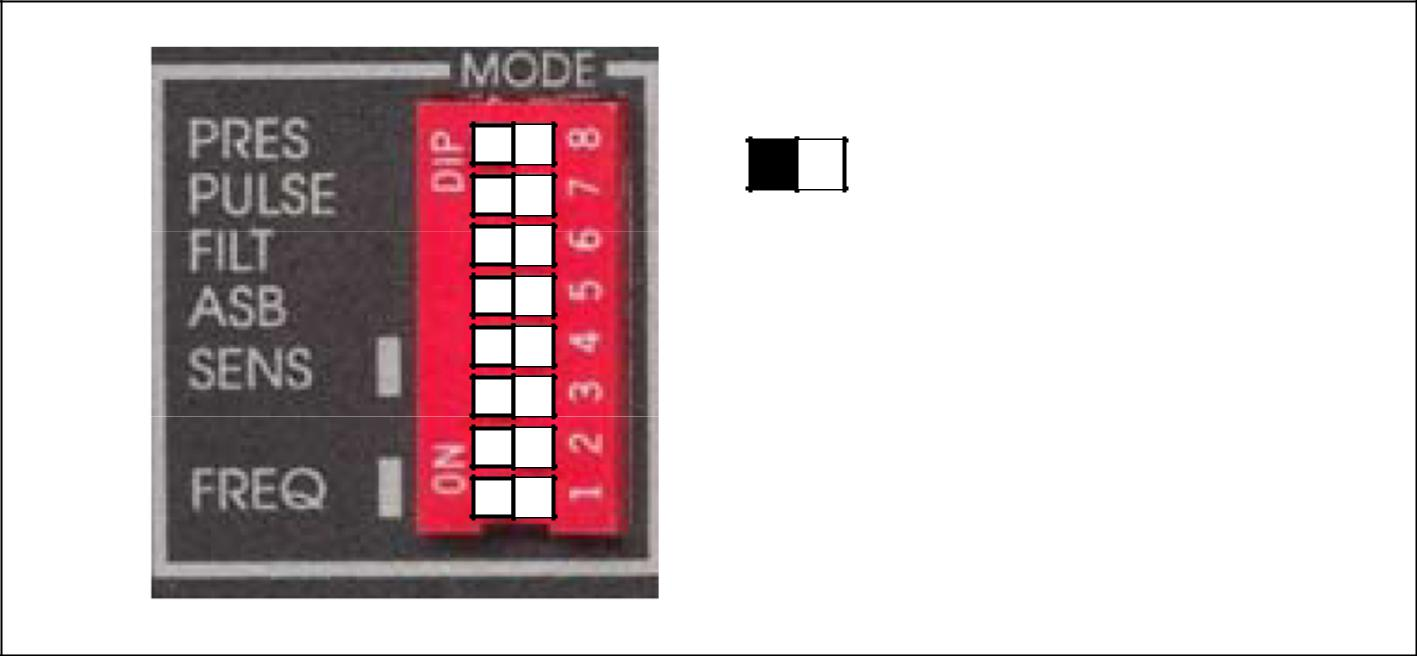 MODE
PRES
PULSE
FILT
ASB
SENS
FREQ
DIP
ON
8
7
6
5
4
3
2
1